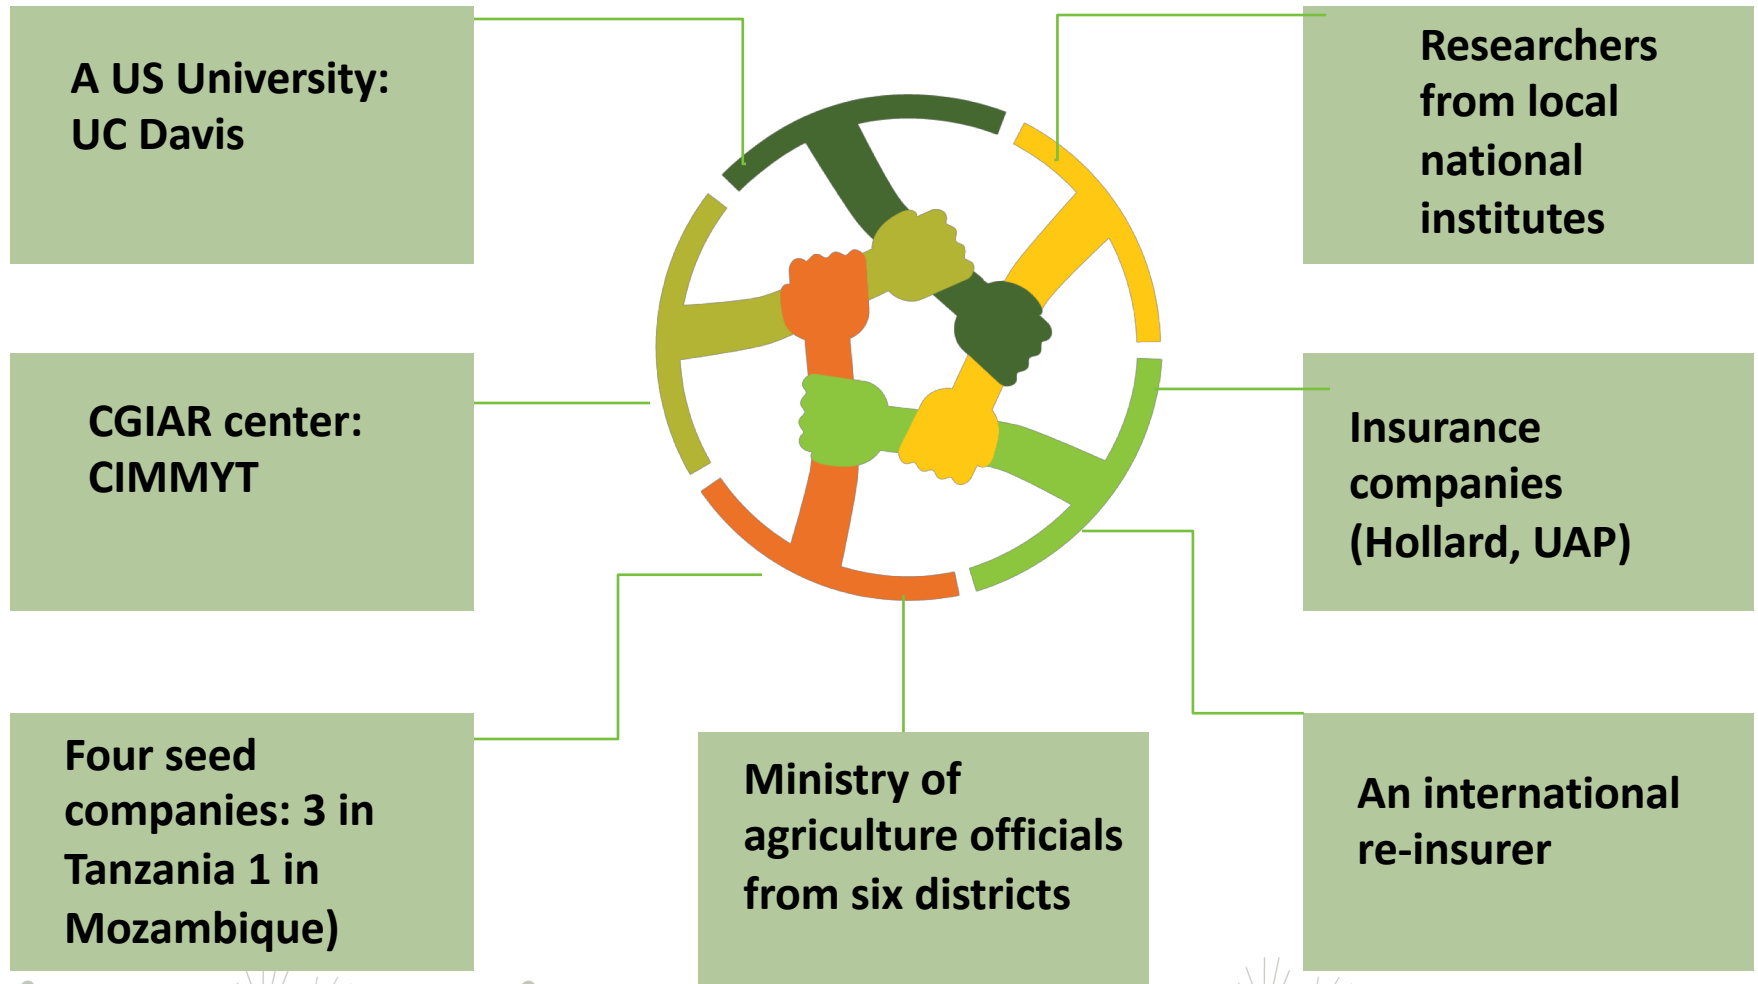 A US University:
UC Davis
Researchers
from local
national
institutes
CGIAR center:
CIMMYT
Insurance
companies
(Hollard, UAP)
Four seed
companies: 3 in
Tanzania 1 in
Mozambique)
Ministry of
agriculture officials
from six districts
An international
re-insurer